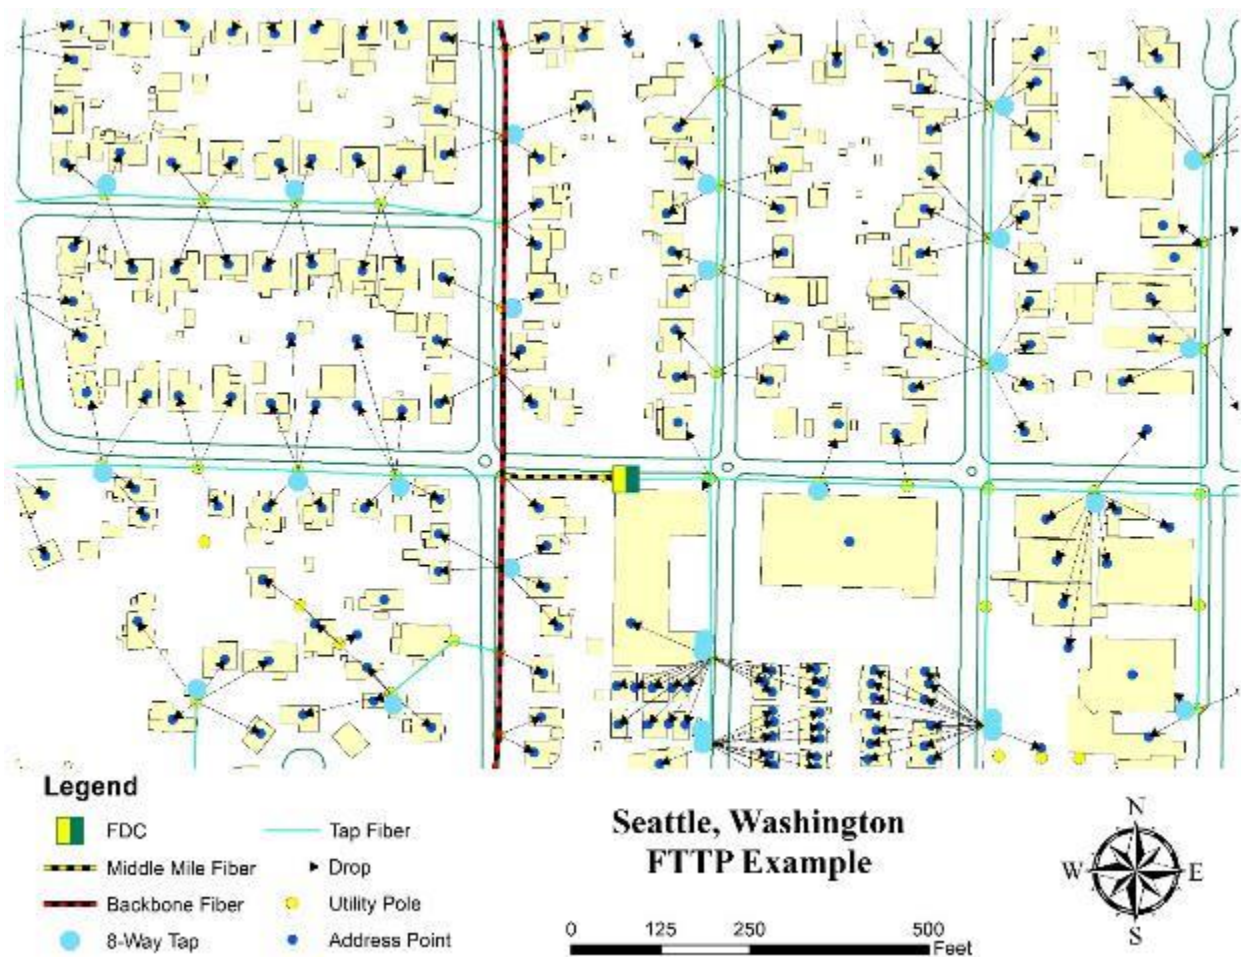 Legend
FDC
Middle Mile Fiber
Backbone Fiber
8-Way Tap
Tap Fiber
Drop
Utility Pole
Address Point
Seattle, Washington
FTTP Example
0 125 250 500
Feet
N
W E
S